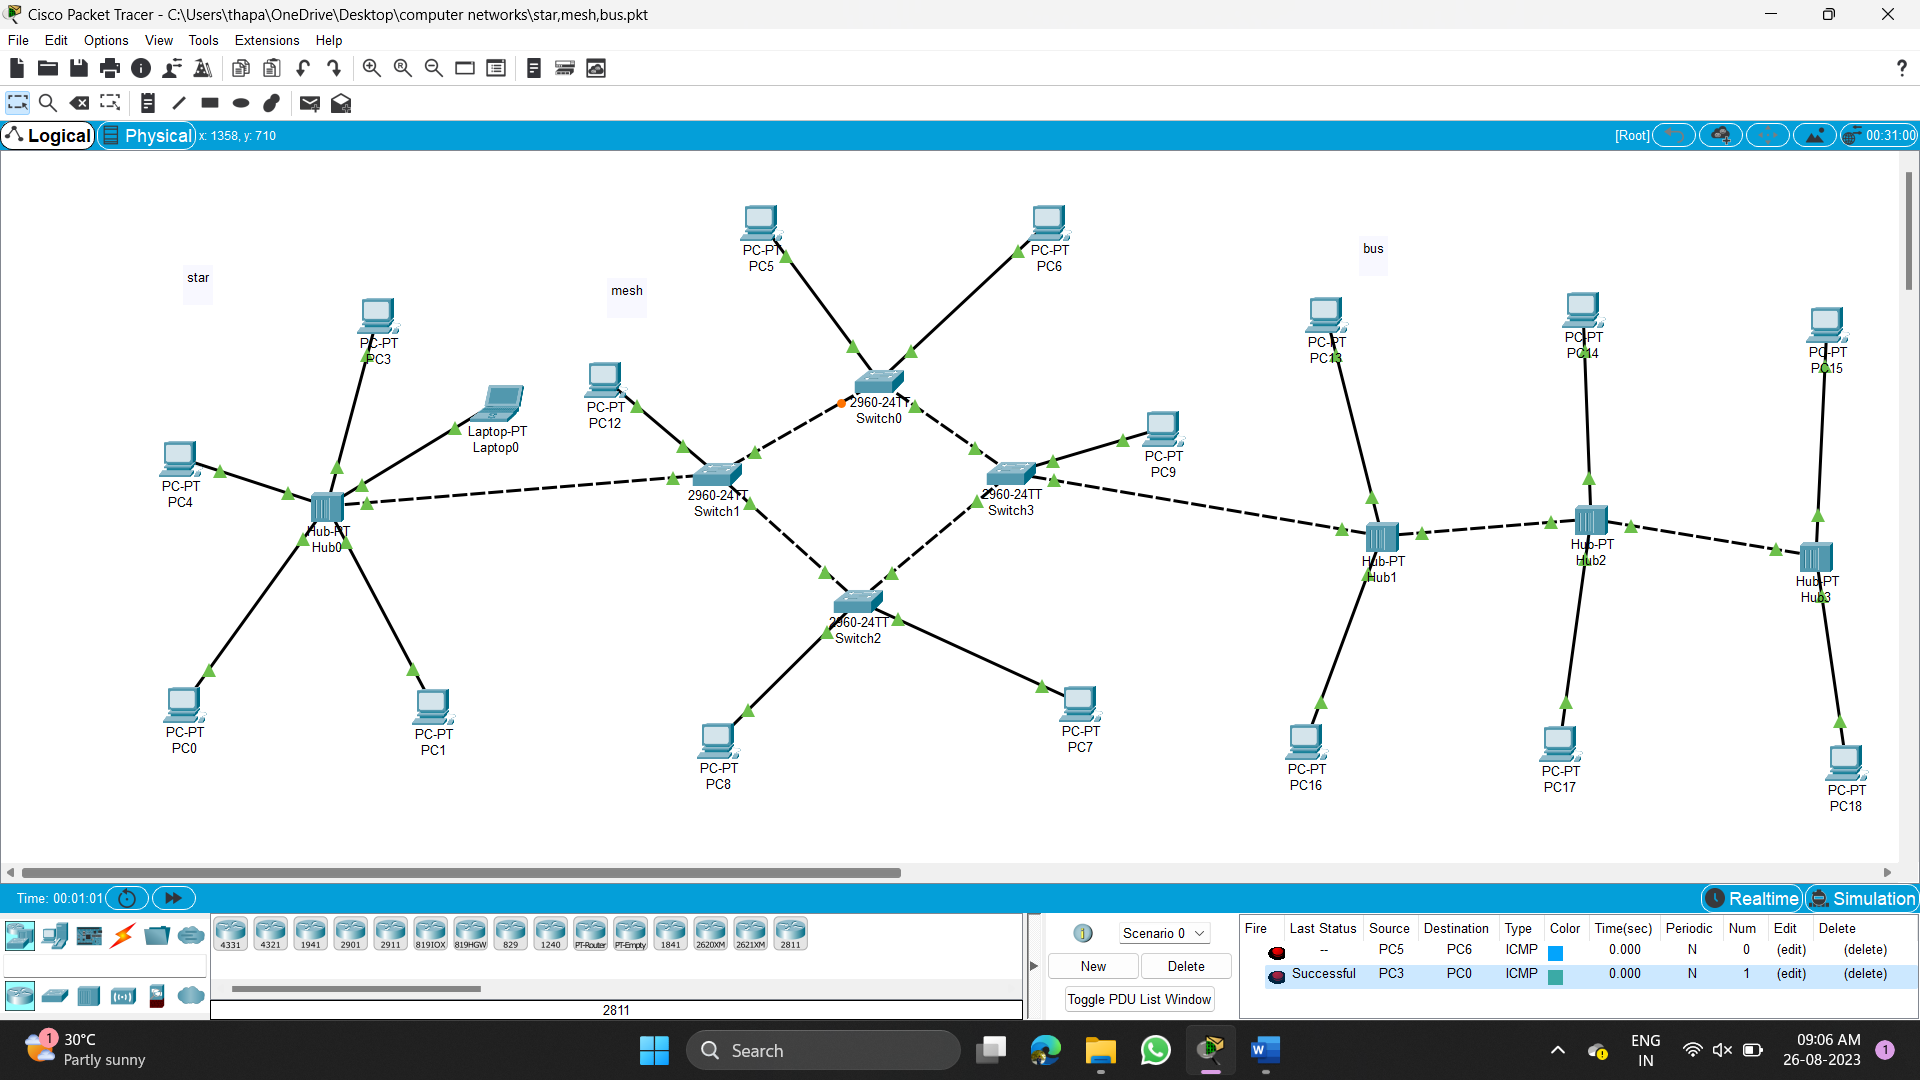 Cisco Packet Tracer - C:\Users\thapa\OneDrive\Desktop\computer networks\star,mesh,bus.pkt
File Edit Options View Tools Extensions Help
?
Logical Physical x: 1358, y: 710 [Root] 00:31:00
star
mesh
bus
PC-PT
PC5
PC-PT
PC6
PC-PT
PC3
PC-PT
PC13
PC-PT
PC14
PC-PT
PC15
Laptop-PT
Laptop0
PC-PT
PC12
2960-24TT
Switch0
PC-PT
PC9
PC-PT
PC4
2960-24TT
Switch1
2960-24TT
Switch3
Hub-PT
Hub0
Hub-PT
Hub1
Hub-PT
Hub2
Hub-PT
Hub3
2960-24TT
Switch2
PC-PT
PC0
PC-PT
PC1
PC-PT
PC8
PC-PT
PC7
PC-PT
PC16
PC-PT
PC17
PC-PT
PC18
Time: 00:01:01 Realtime Simulation
4331 4321 1941 2901 2911 819IOX 819HGW 829 1240 PT-Router PT-Empty 1841 2620XM 2621XM 2811
2811
1 Scenario 0
New Delete
Toggle PDU List Window
Fire Last Status Source Destination Type Color Time(sec) Periodic Num Edit Delete
-- PC5 PC6 ICMP 0.000 N 0 (edit) (delete)
Successful PC3 PC0 ICMP 0.000 N 1 (edit) (delete)
1 30°C
Partly sunny
Search
ENG
IN
09:06 AM
26-08-2023
1